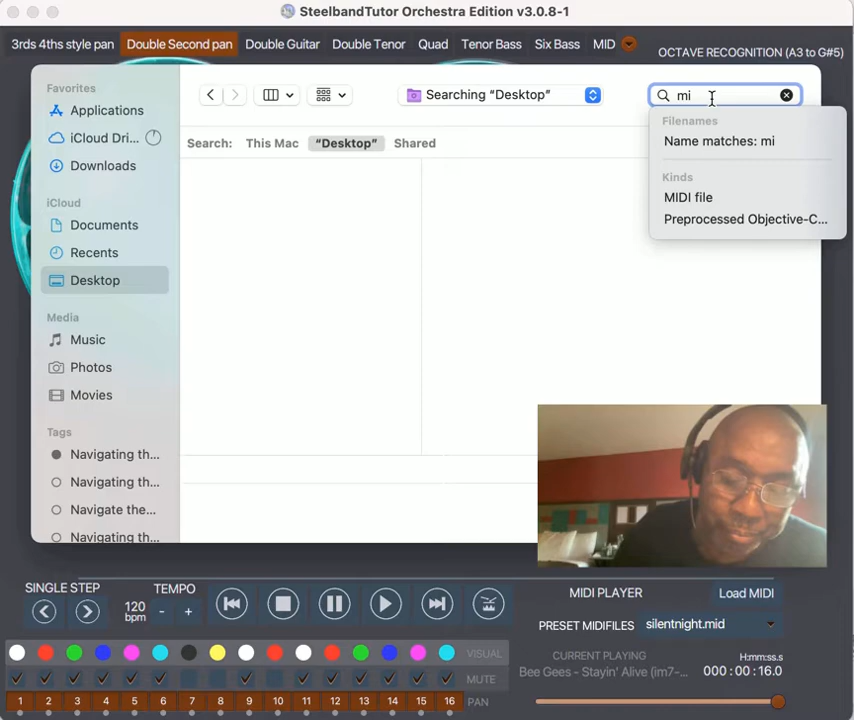 SteelbandTutor Orchestra Edition v3.0.8-1
3rds 4ths style pan Double Second pan Double Guitar Double Tenor Quad Tenor Bass Six Bass MID
OCTAVE RECOGNITION (A3 to G#5)
Favorites
Applications
iCloud Dri...
Downloads
iCloud
Documents
Recents
Desktop
Media
Music
Photos
Movies
Tags
Navigating th...
Navigating th...
Navigate the...
Navigating th...
Searching “Desktop”
mi
Search: This Mac “Desktop” Shared
Filenames
Name matches: mi
Kinds
MIDI file
Preprocessed Objective-C...
SINGLE STEP
TEMPO
120
bpm
- +
MIDI PLAYER
Load MIDI
PRESET MIDIFILES
silentnight.mid
CURRENT PLAYING
Bee Gees - Stayin' Alive (im7-...
H:mm:ss.s
000:00:16.0
VISUAL
MUTE
1 2 3 4 5 6 7 8 9 10 11 12 13 14 15 16 PAN